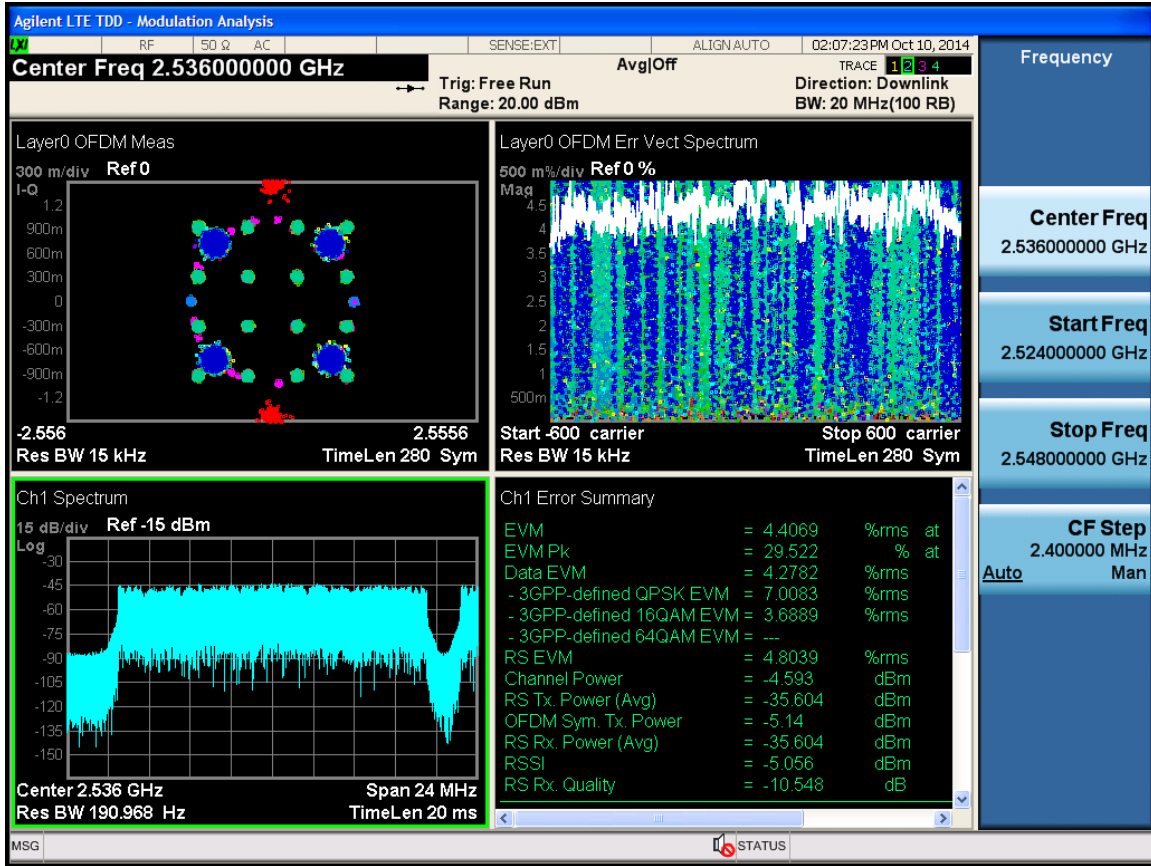 Agilent LTE TDD - Modulation Analysis
LXI RF 50 Ω AC SENSE:EXT ALIGN AUTO 02:07:23 PM Oct 10, 2014
Center Freq 2.536000000 GHz
Avg|Off
TRACE 1 2 3 4
Trig: Free Run
Direction: Downlink
Range: 20.00 dBm
BW: 20 MHz(100 RB)
Layer0 OFDM Meas
300 m/div Ref 0
I-Q
1.2
900m
600m
300m
0
-300m
-600m
-900m
-1.2
-2.556 2.5556
Res BW 15 kHz TimeLen 280 Sym
Layer0 OFDM Err Vect Spectrum
500 m%/div Ref 0 %
Mag
4.5
4
3.5
3
2.5
2
1.5
1
500m
Start -600 carrier Stop 600 carrier
Res BW 15 kHz TimeLen 280 Sym
Ch1 Spectrum
15 dB/div Ref -15 dBm
Log
-30
-45
-60
-75
-90
-105
-120
-135
-150
Center 2.536 GHz Span 24 MHz
Res BW 190.968 Hz TimeLen 20 ms
Ch1 Error Summary
EVM = 4.4069 %rms at
EVM Pk = 29.522 % at
Data EVM = 4.2782 %rms
- 3GPP-defined QPSK EVM = 7.0083 %rms
- 3GPP-defined 16QAM EVM = 3.6889 %rms
- 3GPP-defined 64QAM EVM = ---
RS EVM = 4.8039 %rms
Channel Power = -4.593 dBm
RS Tx. Power (Avg) = -35.604 dBm
OFDM Sym. Tx. Power = -5.14 dBm
RS Rx. Power (Avg) = -35.604 dBm
RSSI = -5.056 dBm
RS Rx. Quality = -10.548 dB
Frequency
Center Freq
2.536000000 GHz
Start Freq
2.524000000 GHz
Stop Freq
2.548000000 GHz
CF Step
2.400000 MHz
Auto Man
MSG STATUS